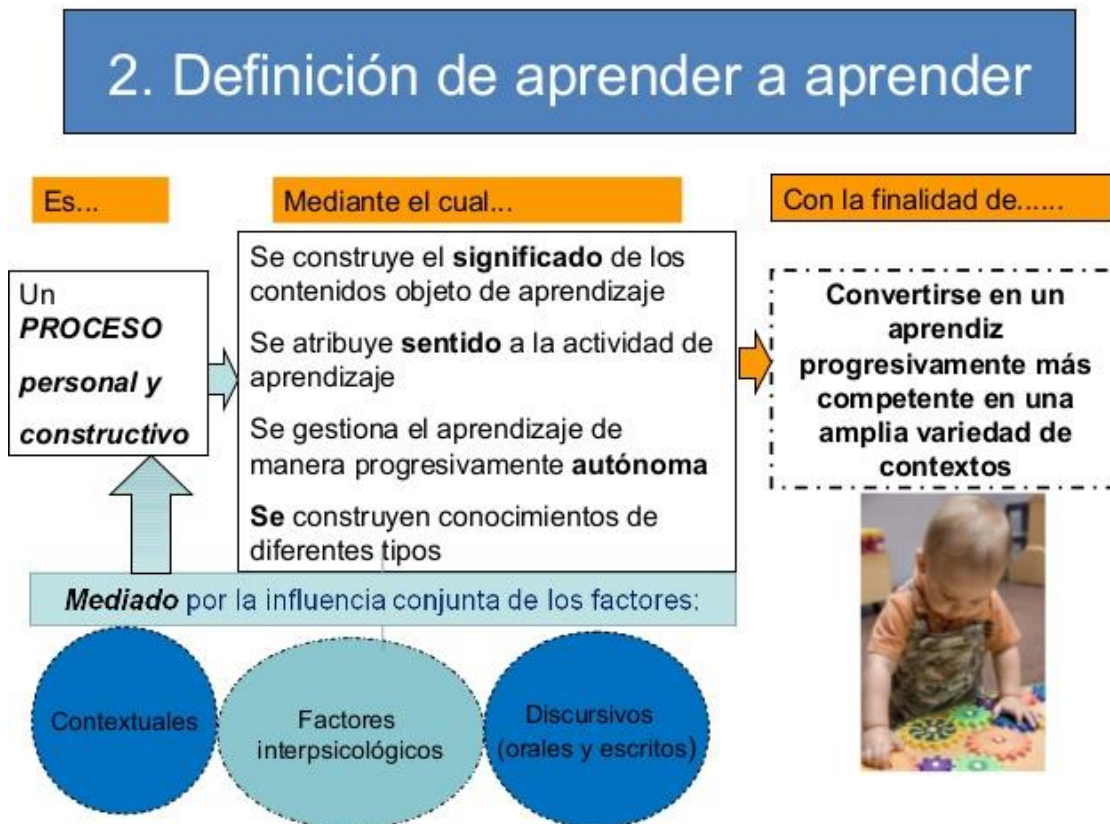 2. Definición de aprender a aprender
Es...
Mediante el cual...
Con la finalidad de......
Un
PROCESO
personal y
constructivo
Se construye el significado de los
contenidos objeto de aprendizaje
Se atribuye sentido a la actividad de
aprendizaje
Se gestiona el aprendizaje de
manera progresivamente autónoma
Se construyen conocimientos de
diferentes tipos
Convertirse en un
aprendiz
progresivamente más
competente en una
amplia variedad de
contextos
Mediado por la influencia conjunta de los factores:
Contextuales
Factores
interpsicológicos
Discursivos
(orales y escritos)